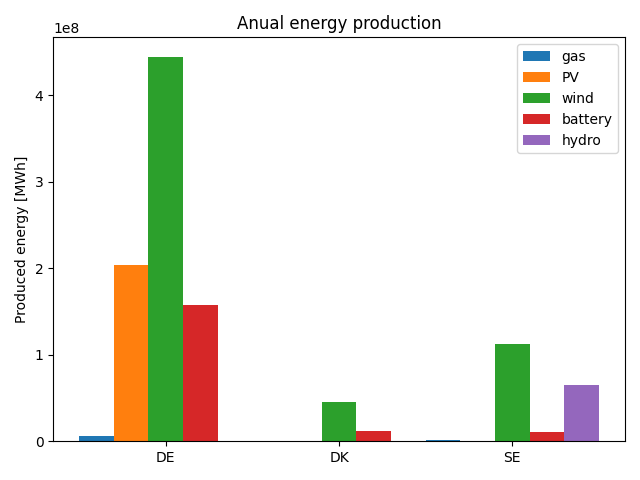 Anual energy production
1e8
4
3
2
1
0
Produced energy [MWh]
gas
PV
wind
battery
hydro
DE
DK
SE